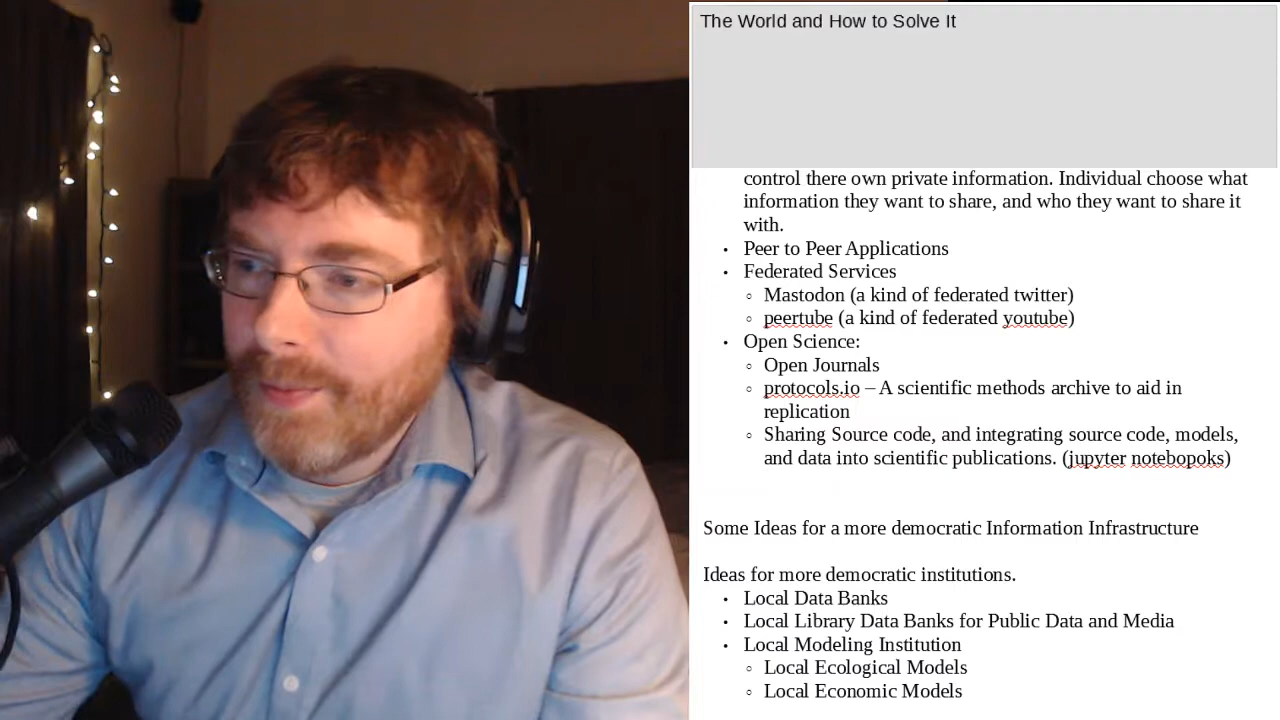 The World and How to Solve It
control there own private information. Individual choose what
information they want to share, and who they want to share it
with.
• Peer to Peer Applications
• Federated Services
◦ Mastodon (a kind of federated twitter)
◦ peertube (a kind of federated youtube)
• Open Science:
◦ Open Journals
◦ protocols.io – A scientific methods archive to aid in
replication
◦ Sharing Source code, and integrating source code, models,
and data into scientific publications. (jupyter notebopoks)
Some Ideas for a more democratic Information Infrastructure
Ideas for more democratic institutions.
• Local Data Banks
• Local Library Data Banks for Public Data and Media
• Local Modeling Institution
◦ Local Ecological Models
◦ Local Economic Models